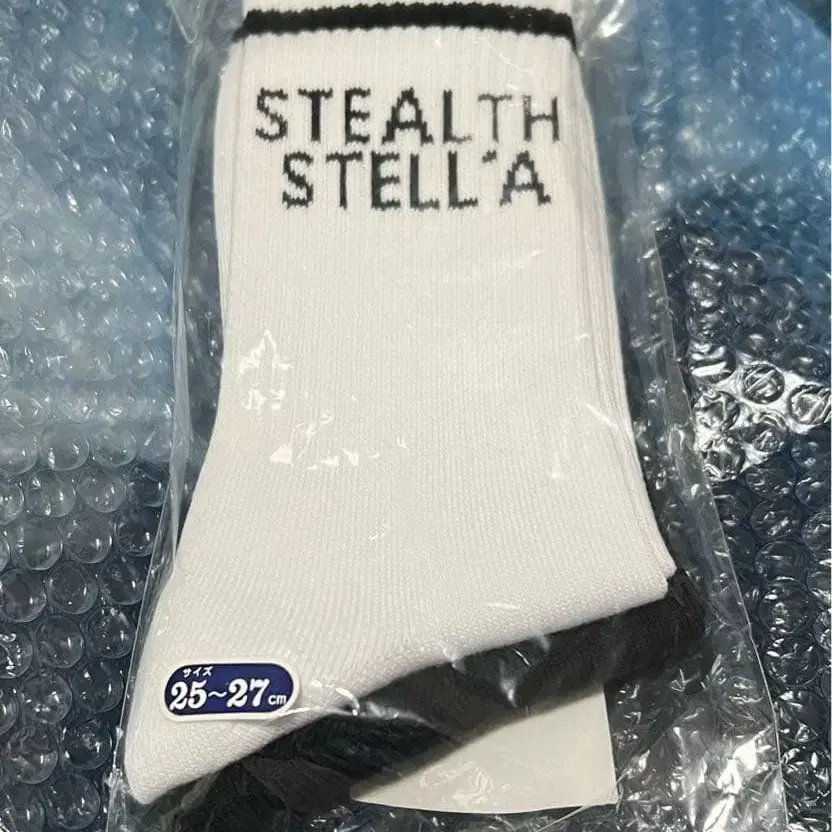 STEALTH
STELL'A
サイズ
25~27cm